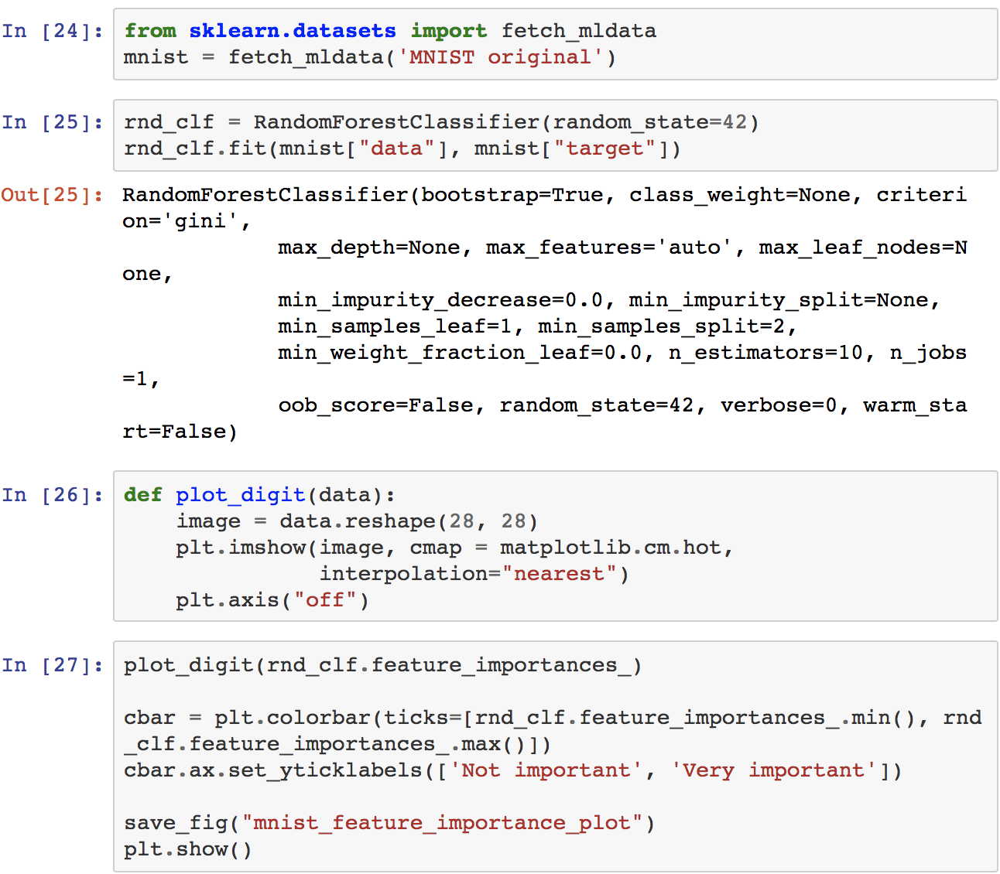 In [24]: from sklearn.datasets import fetch_mldata
mnist = fetch_mldata('MNIST original')
In [25]: rnd_clf = RandomForestClassifier(random_state=42)
rnd_clf.fit(mnist["data"], mnist["target"])
Out[25]: RandomForestClassifier(bootstrap=True, class_weight=None, criteri
on='gini',
max_depth=None, max_features='auto', max_leaf_nodes=N
one,
min_impurity_decrease=0.0, min_impurity_split=None,
min_samples_leaf=1, min_samples_split=2,
min_weight_fraction_leaf=0.0, n_estimators=10, n_jobs
=1,
oob_score=False, random_state=42, verbose=0, warm_sta
rt=False)
In [26]: def plot_digit(data):
image = data.reshape(28, 28)
plt.imshow(image, cmap = matplotlib.cm.hot,
interpolation="nearest")
plt.axis("off")
In [27]: plot_digit(rnd_clf.feature_importances_)
cbar = plt.colorbar(ticks=[rnd_clf.feature_importances_.min(), rnd
_clf.feature_importances_.max()])
cbar.ax.set_yticklabels(['Not important', 'Very important'])
save_fig("mnist_feature_importance_plot")
plt.show()